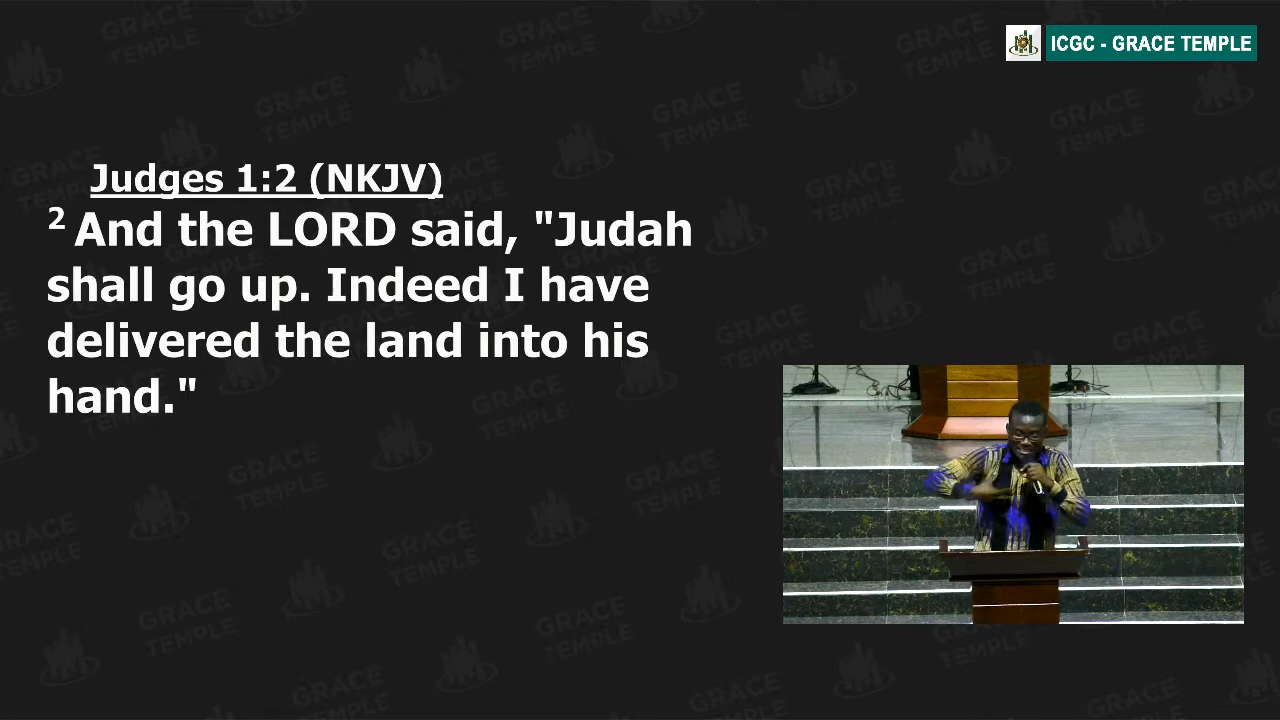 ICGC - GRACE TEMPLE
Judges 1:2 (NKJV)
2 And the LORD said, "Judah
shall go up. Indeed I have
delivered the land into his
hand."